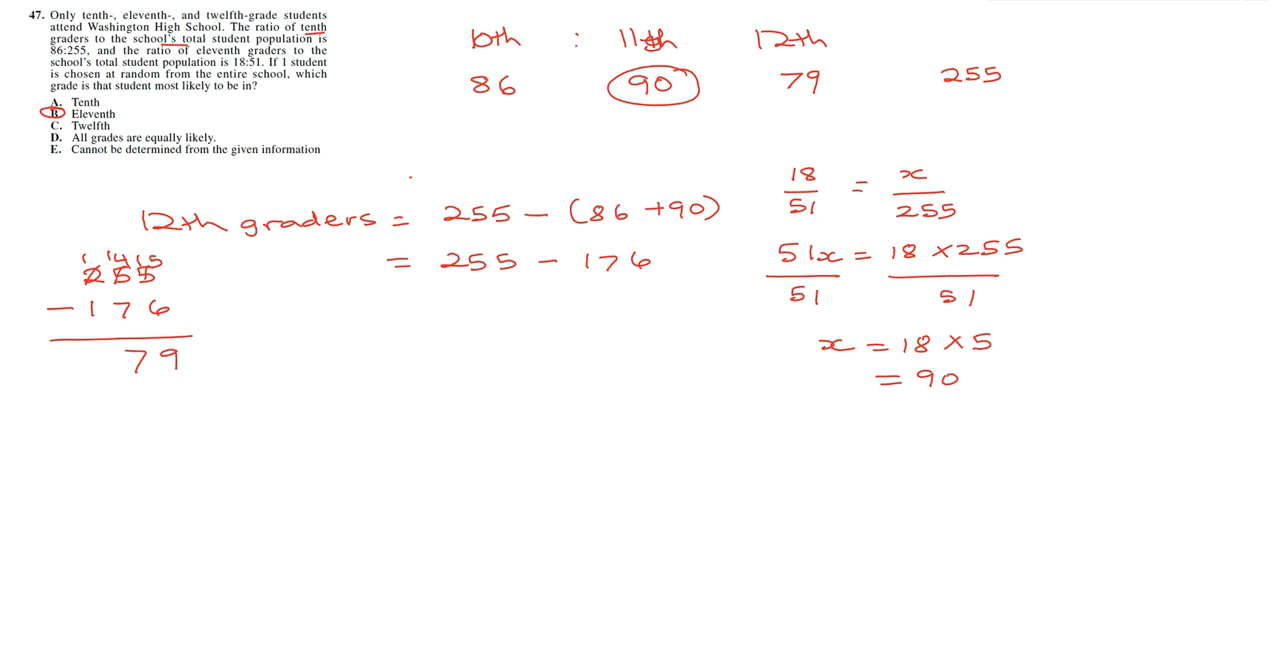 47. Only tenth-, eleventh-, and twelfth-grade students
attend Washington High School. The ratio of tenth
graders to the school's total student population is
86:255, and the ratio of eleventh graders to the
school's total student population is 18:51. If 1 student
is chosen at random from the entire school, which
grade is that student most likely to be in?
A. Tenth
B. Eleventh
C. Twelfth
D. All grades are equally likely.
E. Cannot be determined from the given information
10th : 11th 12th
86 90 79 255
18/51 = x/255
12th graders = 255 - (86 + 90)
= 255 - 176
51x/51 = 18 × 255/51
x = 18 × 5
= 90
1 14 15
255
- 176
79